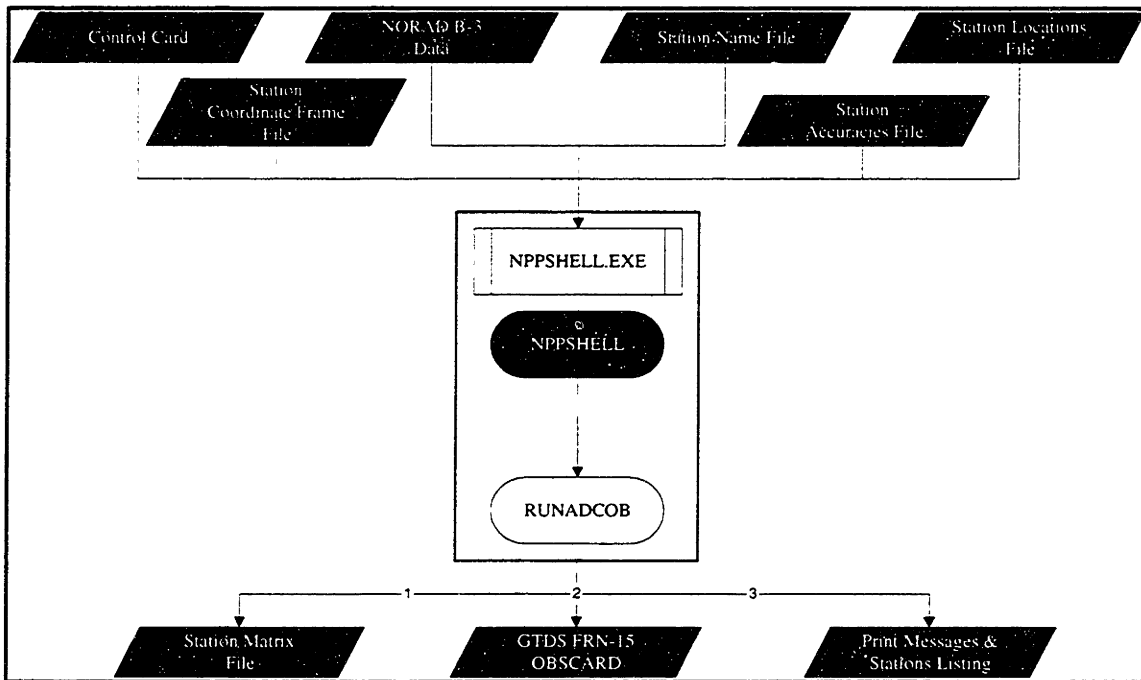 Control Card
NORAD B-3
Data
Station Name File
Station Locations
File
Station
Coordinate Frame
File
Station
Accuracies File
NPPSHELL.EXE
NPPSHELL
RUNADCOB
1
2
3
Station Matrix
File
GTDS FRN-15
OBSCARD
Print Messages &
Stations Listing